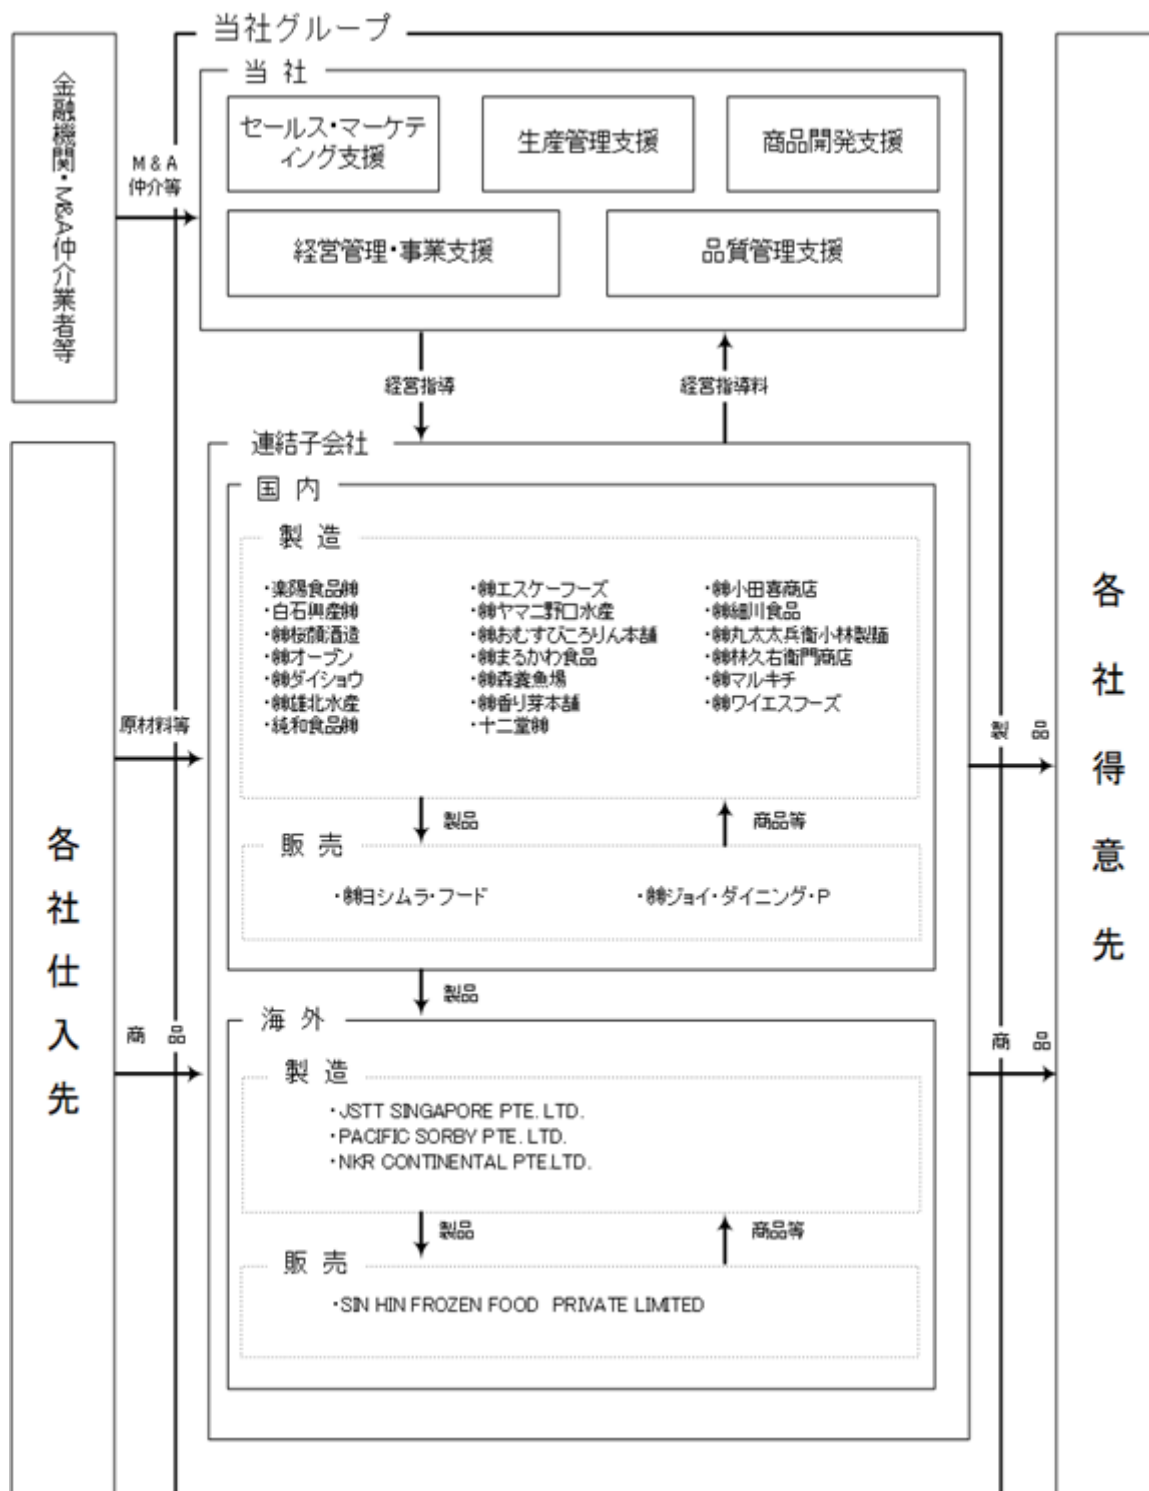 当社グループ
当 社
セールス・マーケテ
ィング支援
生産管理支援
商品開発支援
経営管理・事業支援
品質管理支援
金融機関・M&A仲介業者等
M & A
仲介等
経営指導
経営指導料
連結子会社
国 内
製 造
・楽陽食品㈱
・白石興産㈱
・㈱桜顔酒造
・㈱オーブン
・㈱ダイショウ
・㈱雄北水産
・純和食品㈱
・㈱エスケーフーズ
・㈱ヤマニ野口水産
・㈱おむすびころりん本舗
・㈱まるかわ食品
・㈱森養魚場
・㈱香り芽本舗
・十二堂㈱
・㈱小田喜商店
・㈱細川食品
・㈱丸太太兵衛小林製麺
・㈱林久右衛門商店
・㈱マルキチ
・㈱ワイエスフーズ
製品
商品等
販 売
・㈱ヨシムラ・フード
・㈱ジョイ・ダイニング・P
製品
海 外
製 造
・JSTT SINGAPORE PTE. LTD.
・PACIFIC SORBY PTE. LTD.
・NKR CONTINENTAL PTE.LTD.
製品
商品等
販 売
・SIN HIN FROZEN FOOD PRIVATE LIMITED
各社仕入先
原材料等
商 品
製 品
商 品
各社得意先